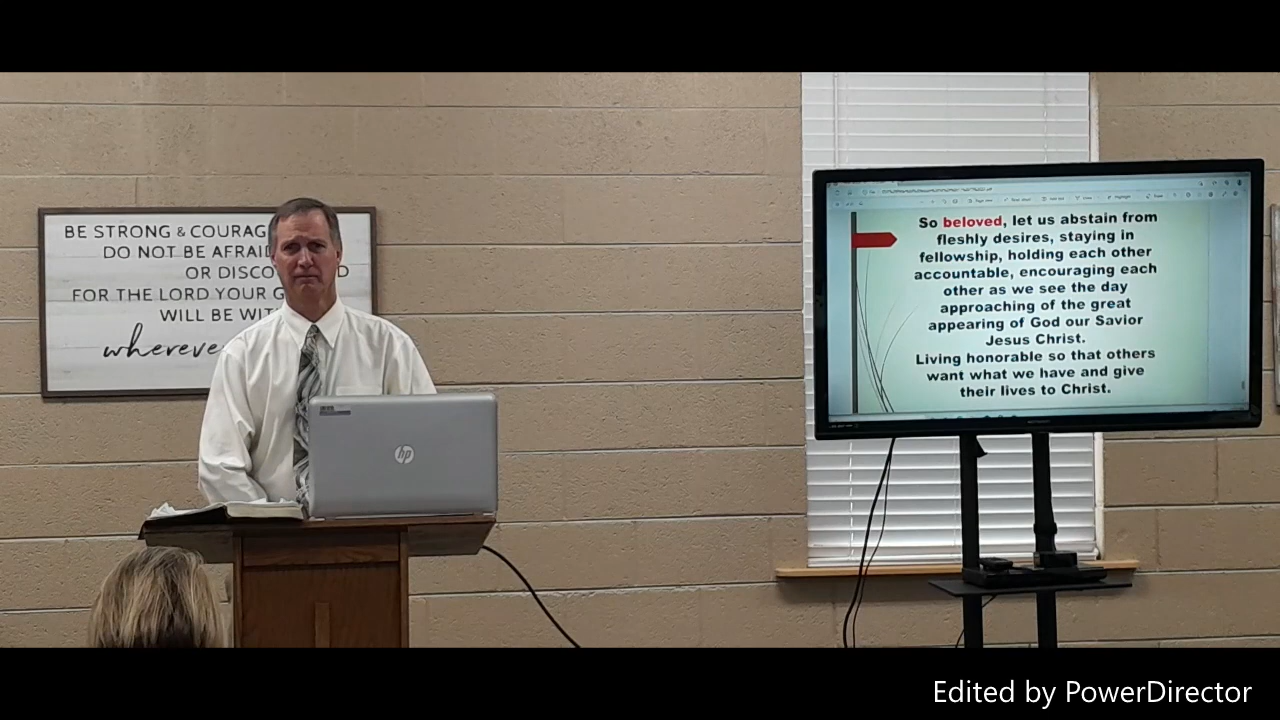 BE STRONG & COURAG
DO NOT BE AFRAID
OR DISCO D
FOR THE LORD YOUR G
WILL BE WIT
whereve
hp
So beloved, let us abstain from
fleshly desires, staying in
fellowship, holding each other
accountable, encouraging each
other as we see the day
approaching of the great
appearing of God our Savior
Jesus Christ.
Living honorable so that others
want what we have and give
their lives to Christ.
Edited by PowerDirector